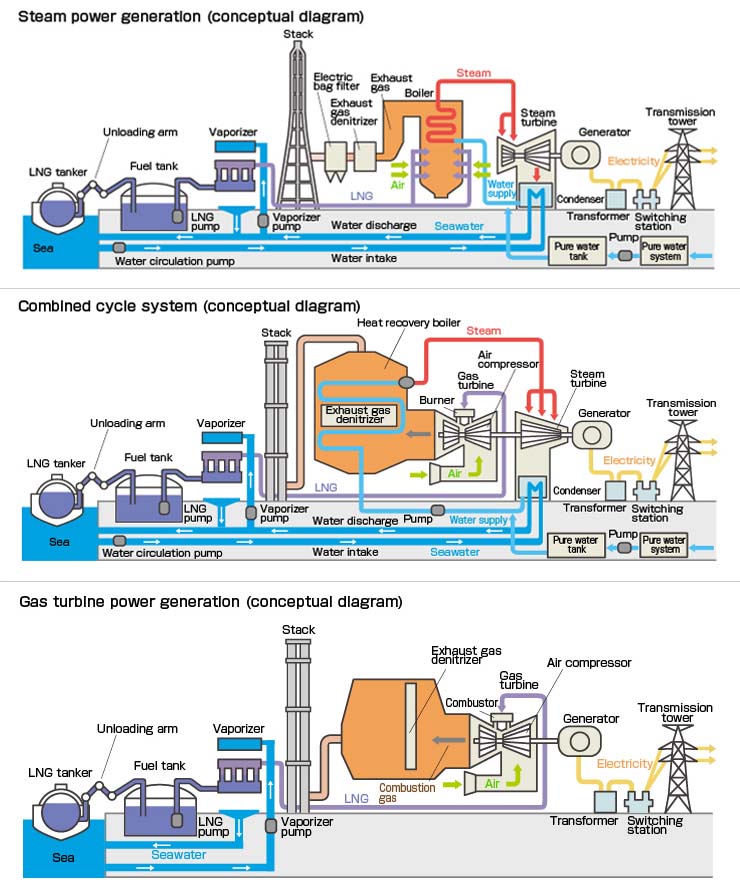 Steam power generation (conceptual diagram)
Stack
Electric
bag filter
Exhaust
gas
Exhaust
gas
denitrizer
Boiler
Steam
Steam
turbine
Generator
Transmission
tower
Unloading arm
Vaporizer
LNG tanker
Fuel tank
Electricity
Air
LNG
Water
supply
Condenser
LNG
pump
Vaporizer
pump
Water discharge
Seawater
Transformer
Switching
station
Sea
Water circulation pump
Water intake
Pure water
tank
Pump
Pure water
system
Combined cycle system (conceptual diagram)
Stack
Heat recovery boiler
Steam
Air
compressor
Gas
turbine
Steam
turbine
Burner
Generator
Transmission
tower
Exhaust gas
denitrizer
Unloading arm
Vaporizer
LNG tanker
Fuel tank
Electricity
Air
LNG
Condenser
LNG
pump
Vaporizer
pump
Water discharge
Pump
Water supply
Transformer
Switching
station
Sea
Water circulation pump
Water intake
Seawater
Pure water
tank
Pump
Pure water
system
Gas turbine power generation (conceptual diagram)
Stack
Exhaust gas
denitrizer
Air compressor
Gas
turbine
Combustor
Generator
Transmission
tower
Unloading arm
Vaporizer
LNG tanker
Fuel tank
Electricity
Combustion
gas
Air
LNG
LNG
pump
Vaporizer
pump
Transformer
Switching
station
Sea
Seawater